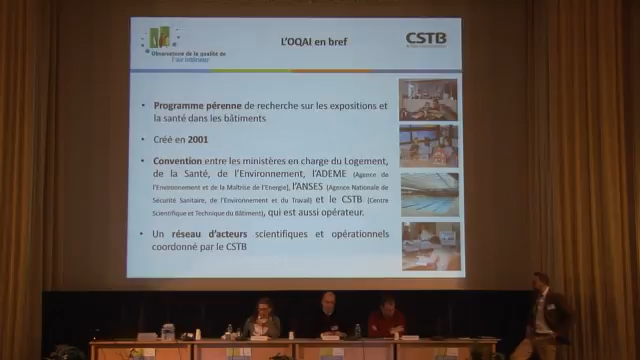 Observatoire de la qualité de
l'air intérieur
L'OQAI en bref
CSTB
• Programme pérenne de recherche sur les expositions et
la santé dans les bâtiments
• Créé en 2001
• Convention entre les ministères en charge du Logement,
de la Santé, de l'Environnement, l'ADEME (Agence de
l'Environnement et de la Maîtrise de l'Energie), l'ANSES (Agence Nationale de
Sécurité Sanitaire, de l'Environnement et du Travail) et le CSTB (Centre
Scientifique et Technique du Bâtiment), qui est aussi opérateur.
• Un réseau d'acteurs scientifiques et opérationnels
coordonné par le CSTB